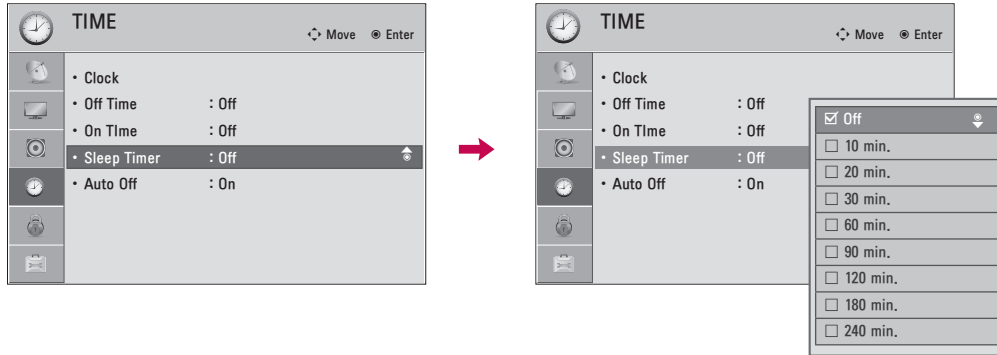 TIME
Move Enter
• Clock
• Off Time : Off
• On TIme : Off
• Sleep Timer : Off
• Auto Off : On
TIME
Move Enter
• Clock
• Off Time : Off
• On TIme : Off
• Sleep Timer : Off
• Auto Off : On
☑ Off
☐ 10 min.
☐ 20 min.
☐ 30 min.
☐ 60 min.
☐ 90 min.
☐ 120 min.
☐ 180 min.
☐ 240 min.